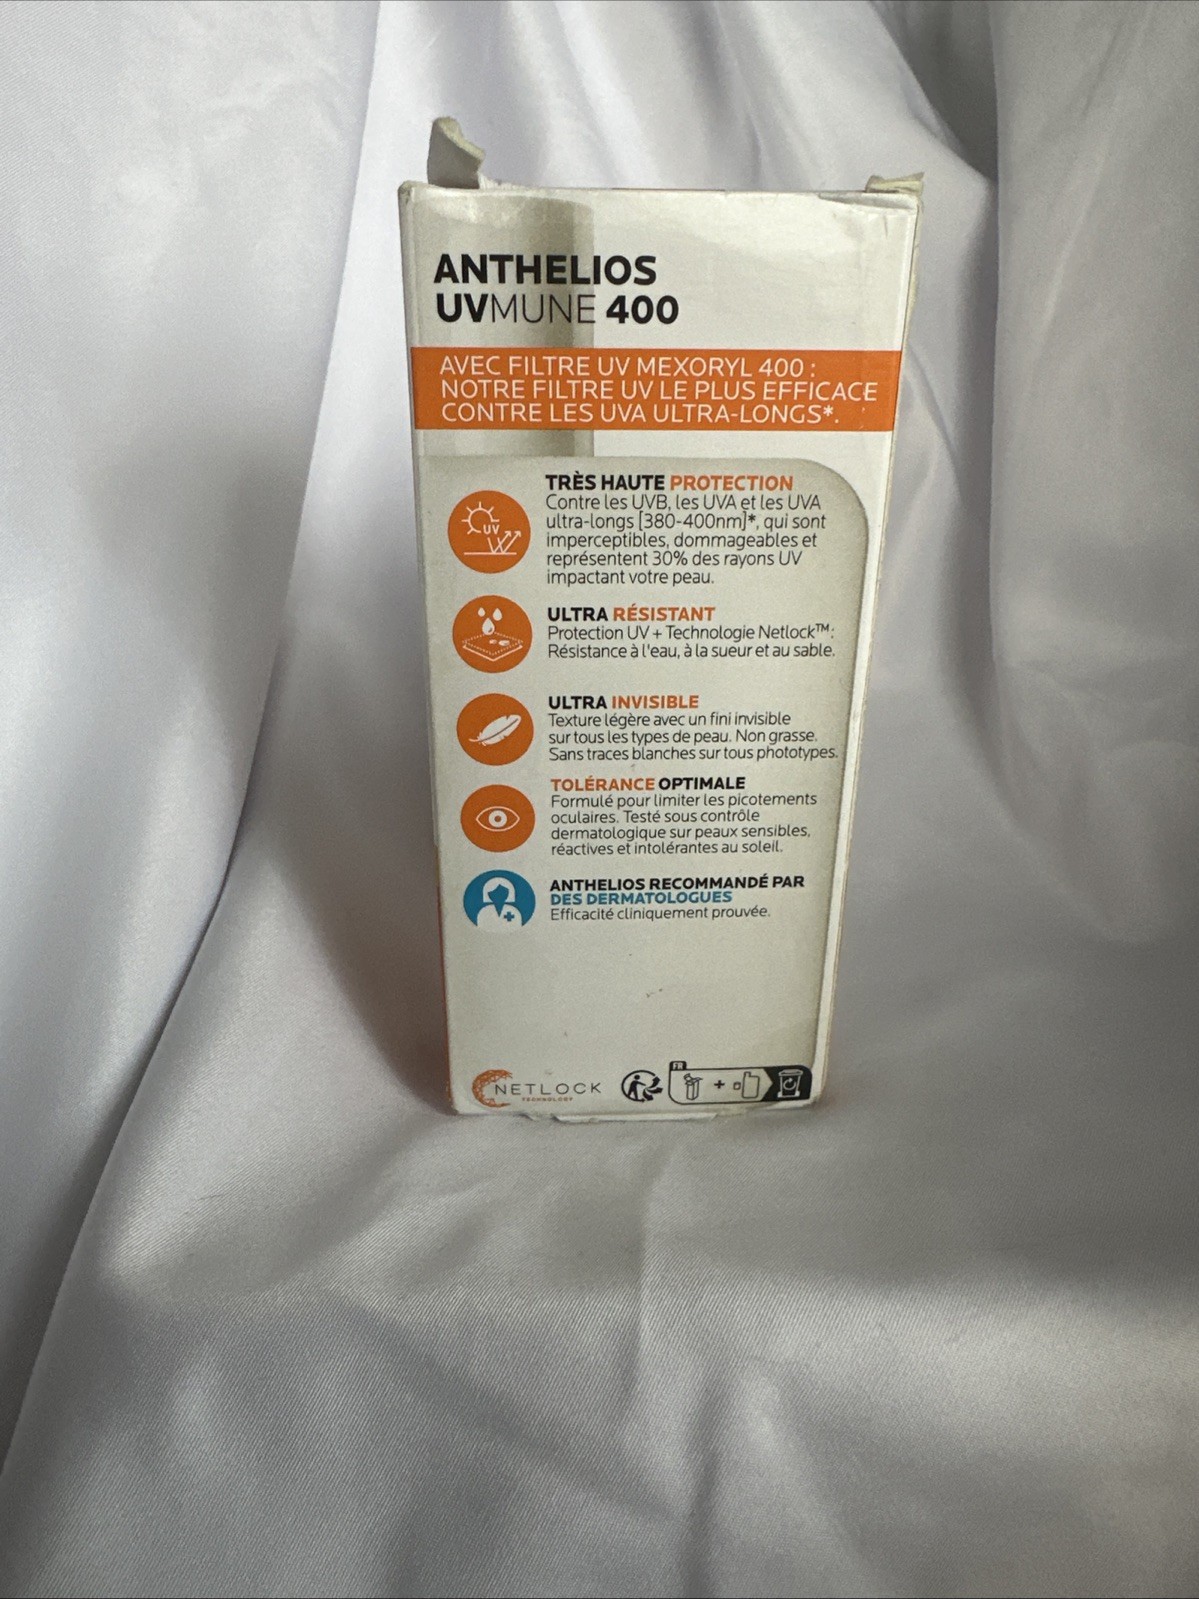 ANTHELIOS
UVMUNE 400
AVEC FILTRE UV MEXORYL 400 :
NOTRE FILTRE UV LE PLUS EFFICACE
CONTRE LES UVA ULTRA-LONGS*.
TRÈS HAUTE PROTECTION
Contre les UVB, les UVA et les UVA
ultra-longs [380-400nm]*, qui sont
imperceptibles, dommageables et
représentent 30% des rayons UV
impactant votre peau.
UV
ULTRA RÉSISTANT
Protection UV + Technologie Netlock™:
Résistance à l'eau, à la sueur et au sable.
ULTRA INVISIBLE
Texture légère avec un fini invisible
sur tous les types de peau. Non grasse.
Sans traces blanches sur tous phototypes.
TOLÉRANCE OPTIMALE
Formulé pour limiter les picotements
oculaires. Testé sous contrôle
dermatologique sur peaux sensibles,
réactives et intolérantes au soleil.
ANTHELIOS RECOMMANDÉ PAR
DES DERMATOLOGUES
Efficacité cliniquement prouvée.
NETLOCK
TECHNOLOGY
FR
+